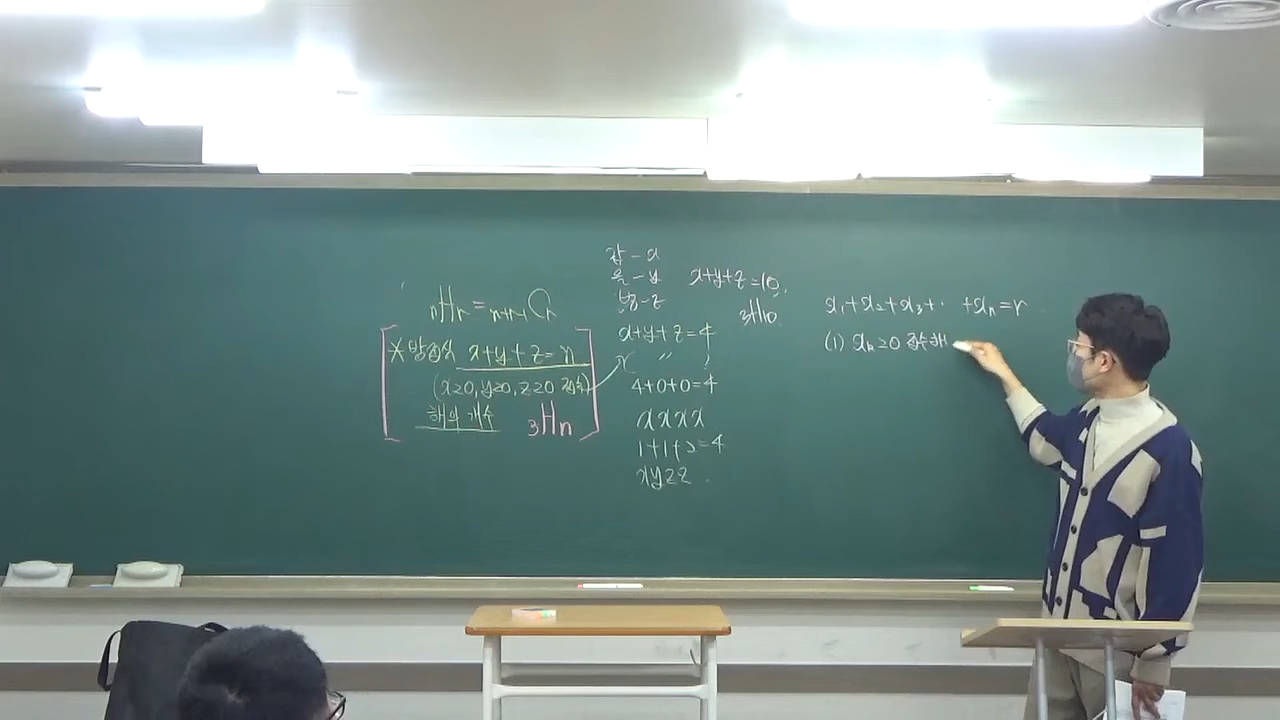 nHr = n+r-1Cr
※방정식 x+y+z=n
(x≥0, y≥0, z≥0 정수)
해의 개수 3Hn
갑-x
을-y
병-z
x+y+z=10.
3H10.
x+y+z=4
〃
4+0+0=4
xxxx
1+1+2=4
xyzz
x₁+x₂+x₃+⋯+xn=r
(1) xk≥0 정수해